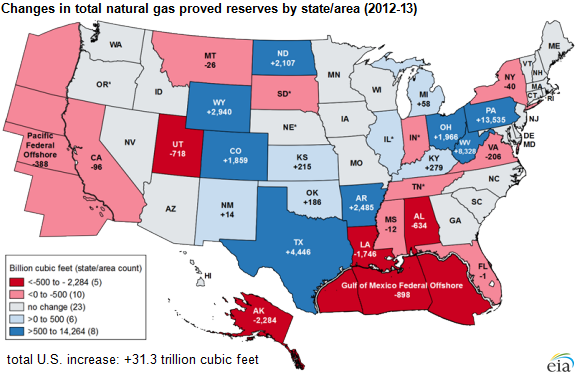 Changes in total natural gas proved reserves by state/area (2012-13)
WA
MT
-26
ND
+2,107
MN
ME
OR*
ID
SD*
WI
VT
NH
NY
-40
MA
CT
RI
MI
+58
WY
+2,940
IA
PA
+13,535
NJ
Pacific Federal
Offshore
-388
NV
UT
-718
NE*
IL*
IN*
OH
+1,966
DE
MD
CA
-96
CO
+1,859
KS
+215
MO
KY
+279
WV
+8,328
VA
-206
AZ
NM
+14
OK
+186
AR
+2,485
TN*
NC
SC
TX
+4,446
MS
-12
AL
-634
GA
LA
-1,746
FL
-1
Gulf of Mexico Federal Offshore
-898
HI
AK
-2,284
Billion cubic feet (state/area count)
<-500 to - 2,284 (5)
<0 to -500 (10)
no change (23)
>0 to 500 (6)
>500 to 14,264 (8)
total U.S. increase: +31.3 trillion cubic feet
eia